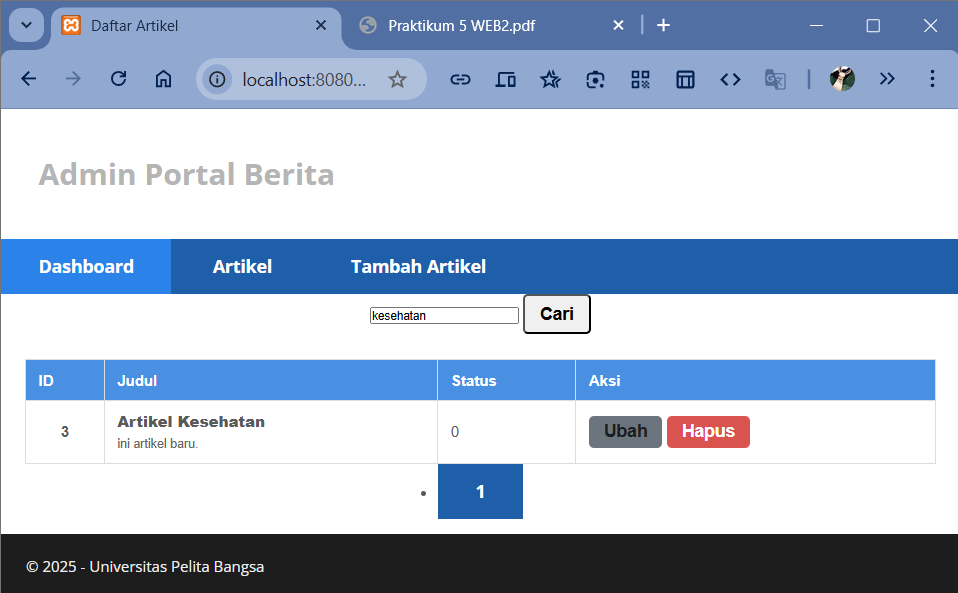 Daftar Artikel
Praktikum 5 WEB2.pdf
localhost:8080...
Admin Portal Berita
Dashboard Artikel Tambah Artikel
kesehatan Cari
ID Judul Status Aksi
3 Artikel Kesehatan 0 Ubah Hapus
ini artikel baru.
1
© 2025 - Universitas Pelita Bangsa